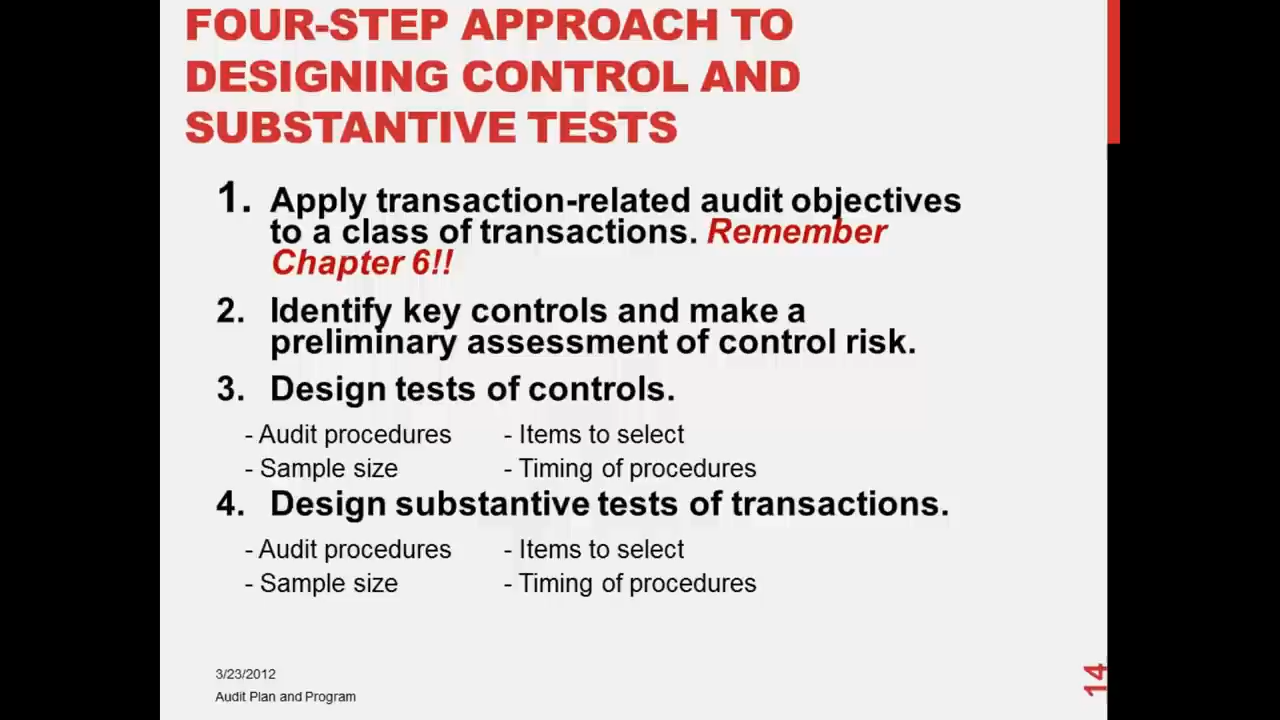 FOUR-STEP APPROACH TO
DESIGNING CONTROL AND
SUBSTANTIVE TESTS
1. Apply transaction-related audit objectives
to a class of transactions. Remember
Chapter 6!!
2. Identify key controls and make a
preliminary assessment of control risk.
3. Design tests of controls.
- Audit procedures - Items to select
- Sample size - Timing of procedures
4. Design substantive tests of transactions.
- Audit procedures - Items to select
- Sample size - Timing of procedures
3/23/2012
Audit Plan and Program
14